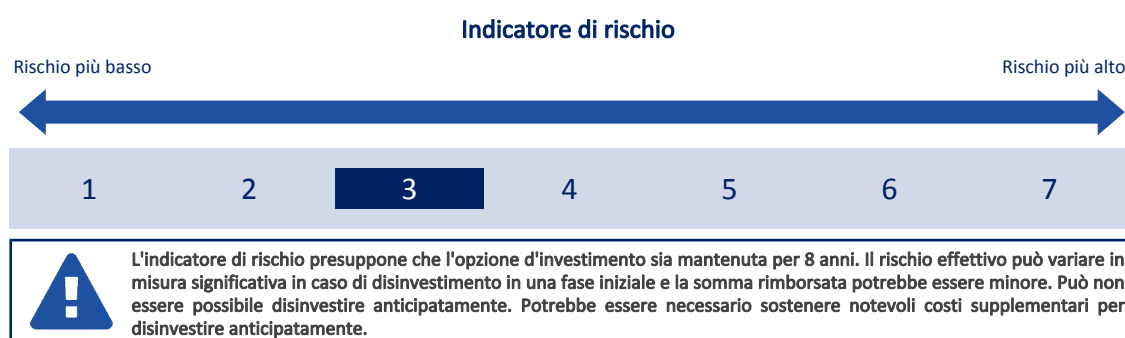 Indicatore di rischio
Rischio più basso
Rischio più alto
1 2 3 4 5 6 7
L'indicatore di rischio presuppone che l'opzione d'investimento sia mantenuta per 8 anni. Il rischio effettivo può variare in
misura significativa in caso di disinvestimento in una fase iniziale e la somma rimborsata potrebbe essere minore. Può non
essere possibile disinvestire anticipatamente. Potrebbe essere necessario sostenere notevoli costi supplementari per
disinvestire anticipatamente.